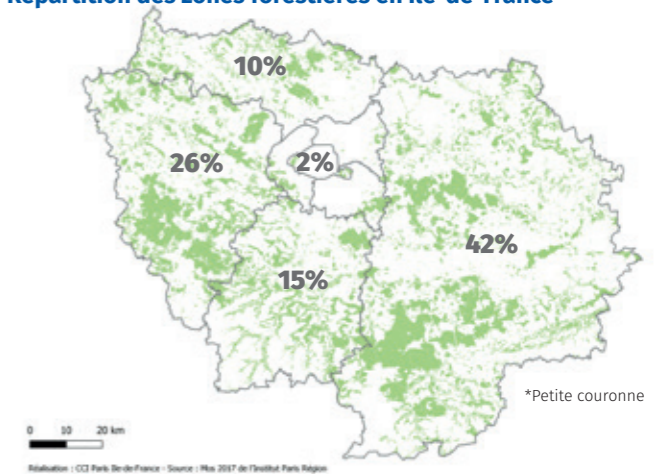 Répartition des zones forestières en Île-de-France
10%
26%
2%
42%
15%
*Petite couronne
0 10 20 km
Réalisation : CCI Paris Ile-de-France - Source : Mos 2017 de l'Institut Paris Région